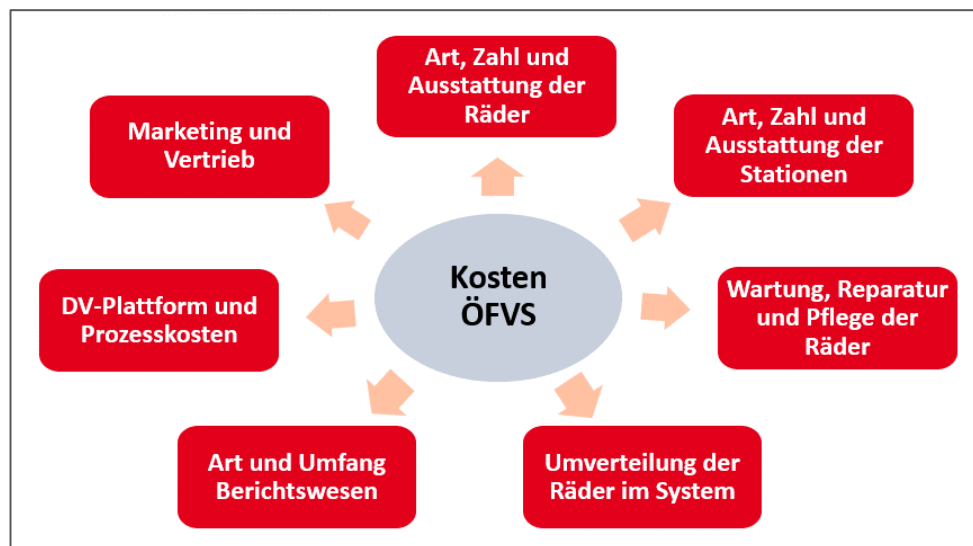 Art, Zahl und
Ausstattung der
Räder
Marketing und
Vertrieb
Art, Zahl und
Ausstattung der
Stationen
Kosten
ÖFVS
DV-Plattform und
Prozesskosten
Wartung, Reparatur
und Pflege der
Räder
Art und Umfang
Berichtswesen
Umverteilung der
Räder im System